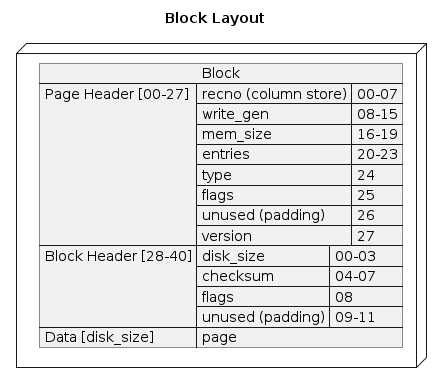 Block Layout
Block
Page Header [00-27] recno (column store) 00-07
write_gen 08-15
mem_size 16-19
entries 20-23
type 24
flags 25
unused (padding) 26
version 27
Block Header [28-40] disk_size 00-03
checksum 04-07
flags 08
unused (padding) 09-11
Data [disk_size] page